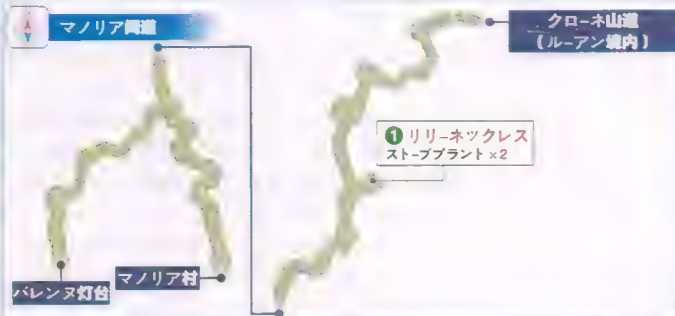 マノリア間道
クローネ山道
(ルーアン境内)
❶ リリーネックレス
ストーププラント×2
マノリア村
バレンヌ灯台